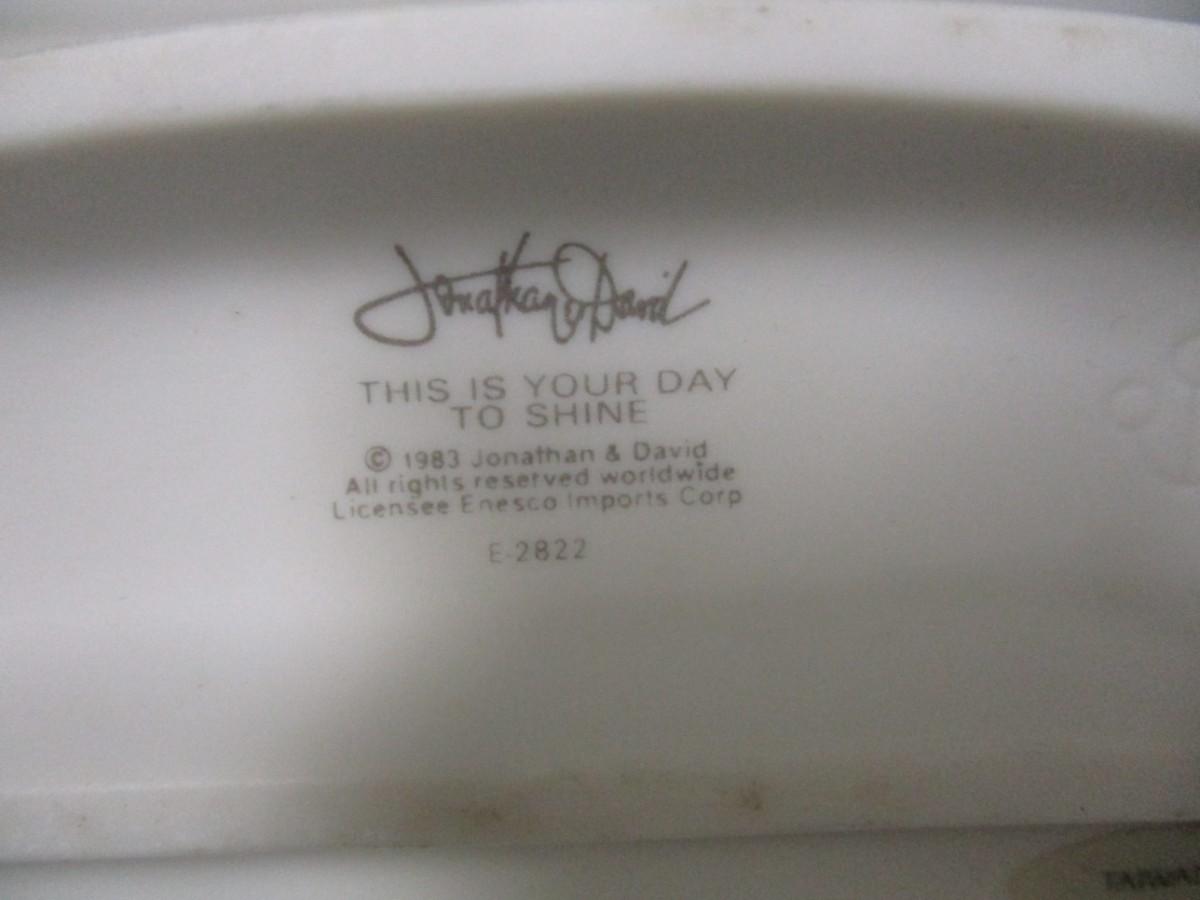 Jonathan & David
THIS IS YOUR DAY
TO SHINE
© 1983 Jonathan & David
All rights reserved worldwide
Licensee Enesco Imports Corp
E-2822